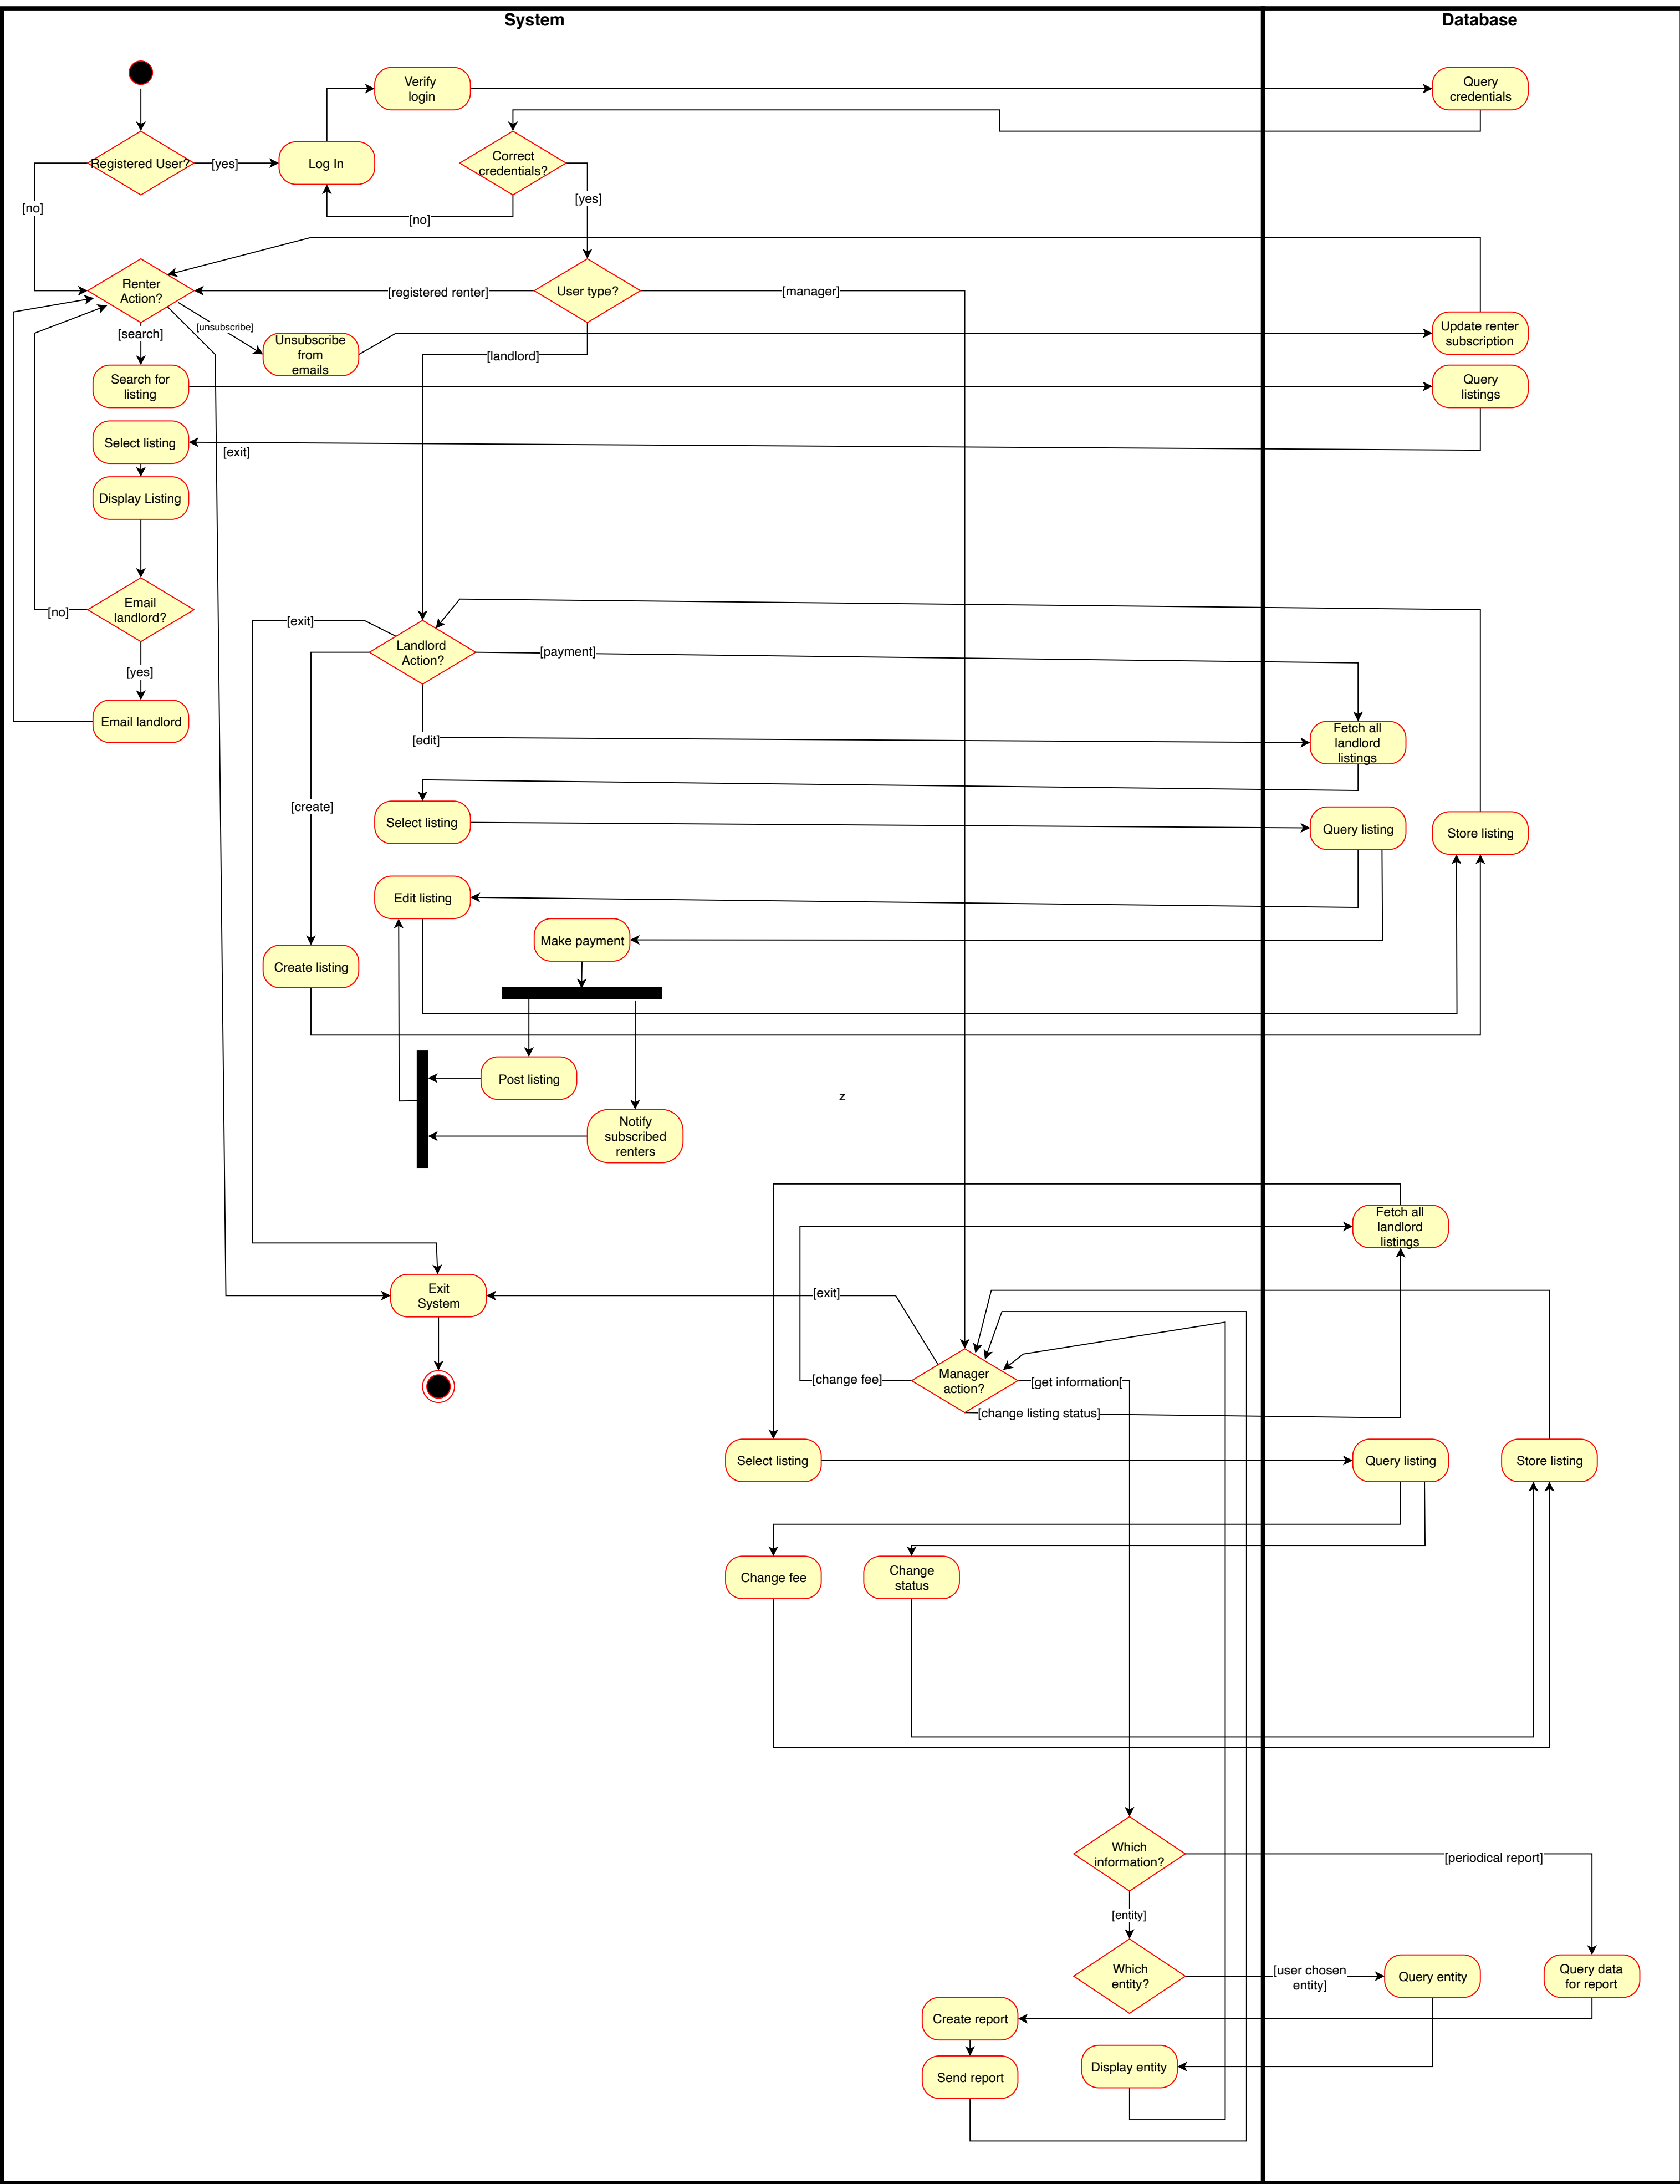 System
Database
Verify
login
Query
credentials
Registered User?
[yes]
Log In
Correct
credentials?
[yes]
[no]
[no]
Renter
Action?
[registered renter]
User type?
[manager]
[search]
[unsubscribe]
Unsubscribe
from
emails
Update renter
subscription
[landlord]
Search for
listing
Query
listings
Select listing
[exit]
Display Listing
Email
landlord?
[no]
[exit]
Landlord
Action?
[payment]
[yes]
Email landlord
[edit]
Fetch all
landlord
listings
[create]
Select listing
Query listing
Store listing
Edit listing
Make payment
Create listing
Post listing
z
Notify
subscribed
renters
Fetch all
landlord
listings
Exit
System
[exit]
[change fee]
Manager
action?
[get information[
[change listing status]
Select listing
Query listing
Store listing
Change fee
Change
status
Which
information?
[periodical report]
[entity]
Which
entity?
[user chosen
entity]
Query entity
Query data
for report
Create report
Display entity
Send report